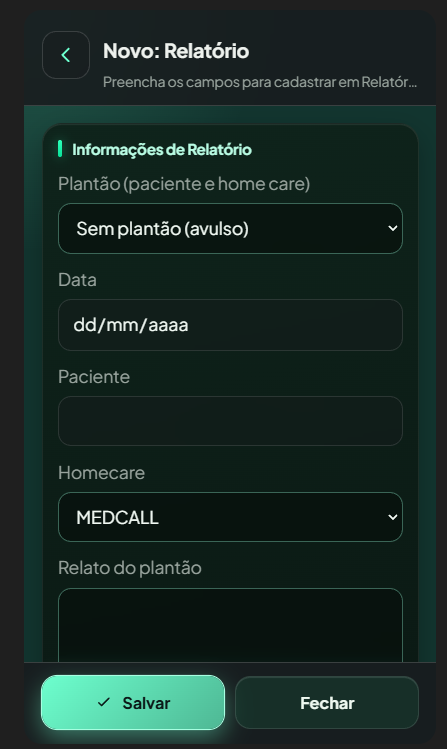 Novo: Relatório
Preencha os campos para cadastrar em Relatór...
Informações de Relatório
Plantão (paciente e home care)
Sem plantão (avulso)
Data
dd/mm/aaaa
Paciente
Homecare
MEDCALL
Relato do plantão
Salvar
Fechar